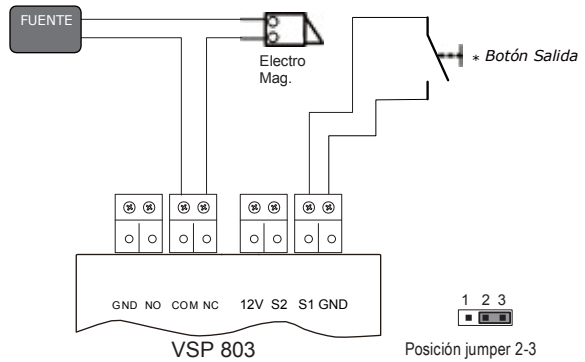 FUENTE
Electro
Mag.
* Botón Salida
GND NO COM NC 12V S2 S1 GND
VSP 803
1 2 3
Posición jumper 2-3